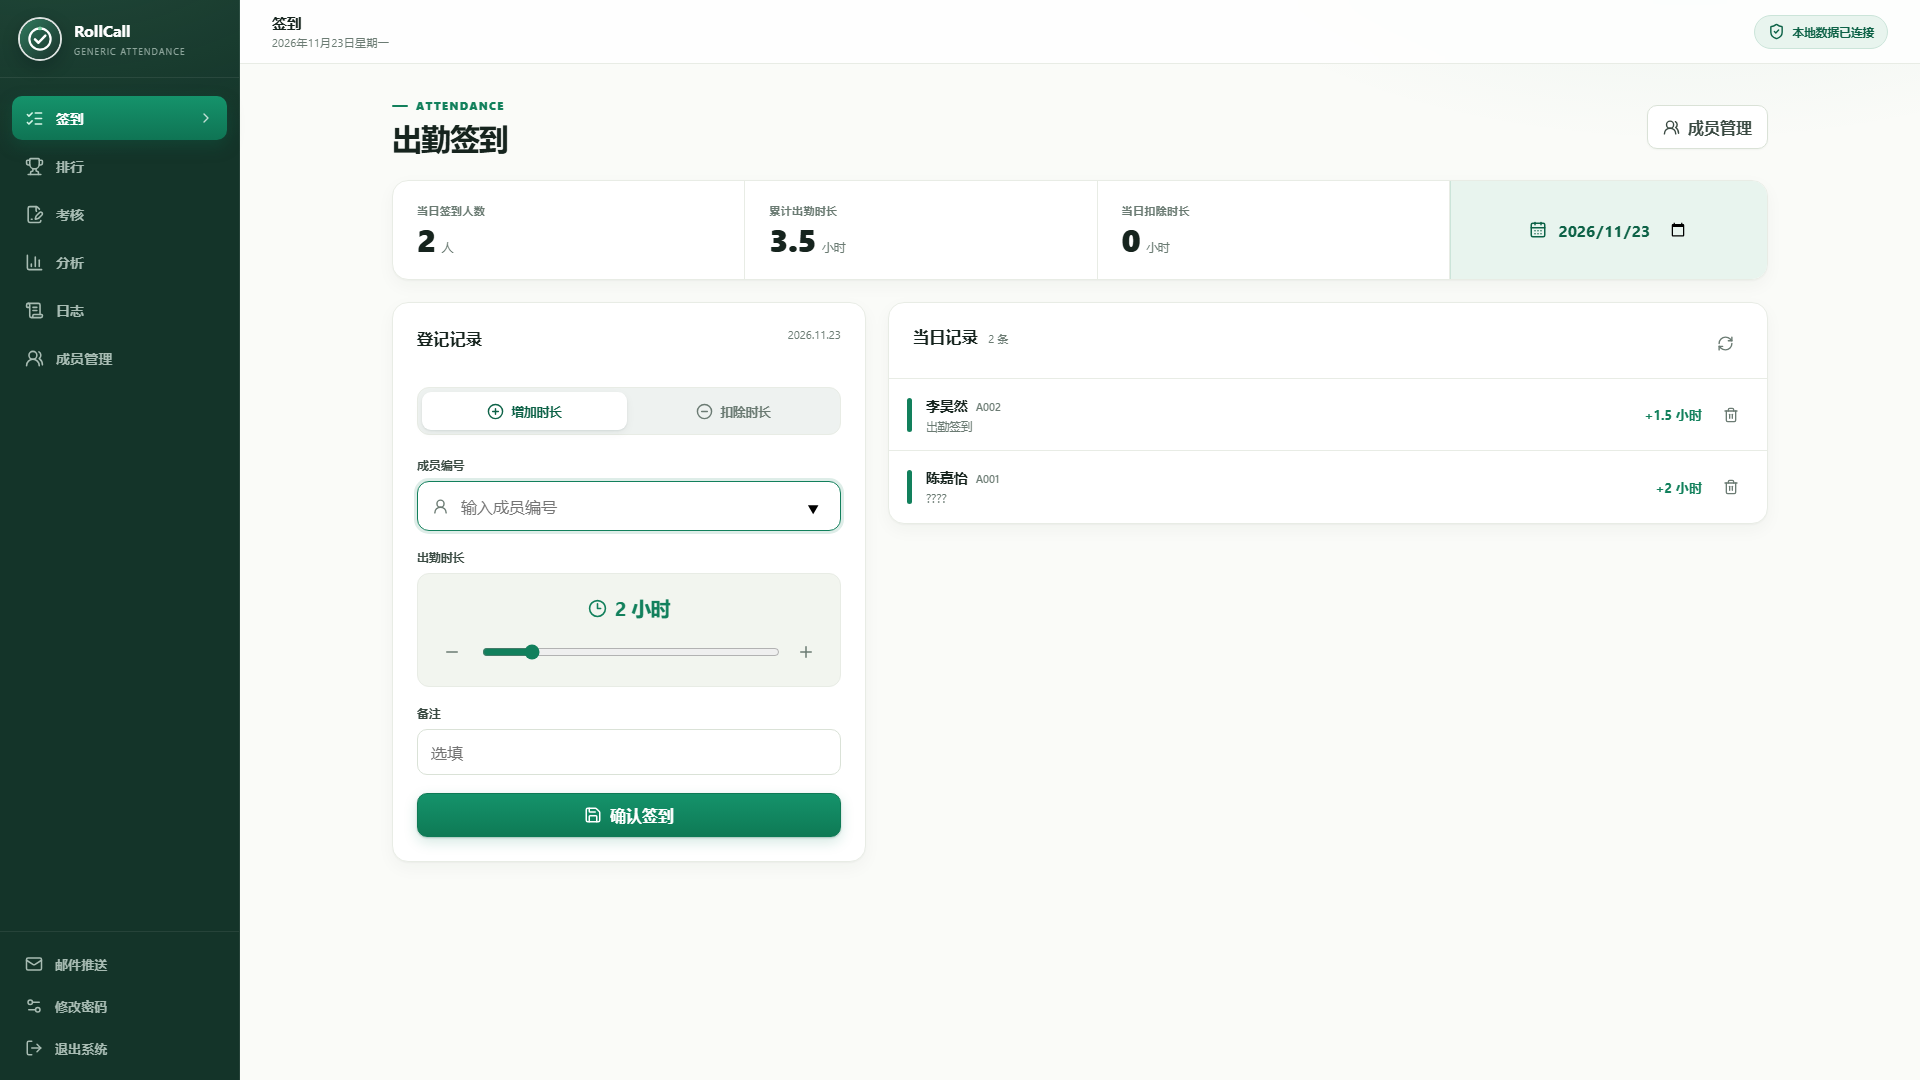 RollCall
GENERIC ATTENDANCE
签到
排行
考核
分析
日志
成员管理
邮件推送
修改密码
退出系统
签到
2026年11月23日星期一
本地数据已连接
ATTENDANCE
出勤签到
成员管理
当日签到人数
2 人
累计出勤时长
3.5 小时
当日扣除时长
0 小时
2026/11/23
登记记录
2026.11.23
增加时长
扣除时长
成员编号
输入成员编号
出勤时长
2 小时
备注
选填
确认签到
当日记录 2 条
李昊然 A002
出勤签到
+1.5 小时
陈嘉怡 A001
????
+2 小时